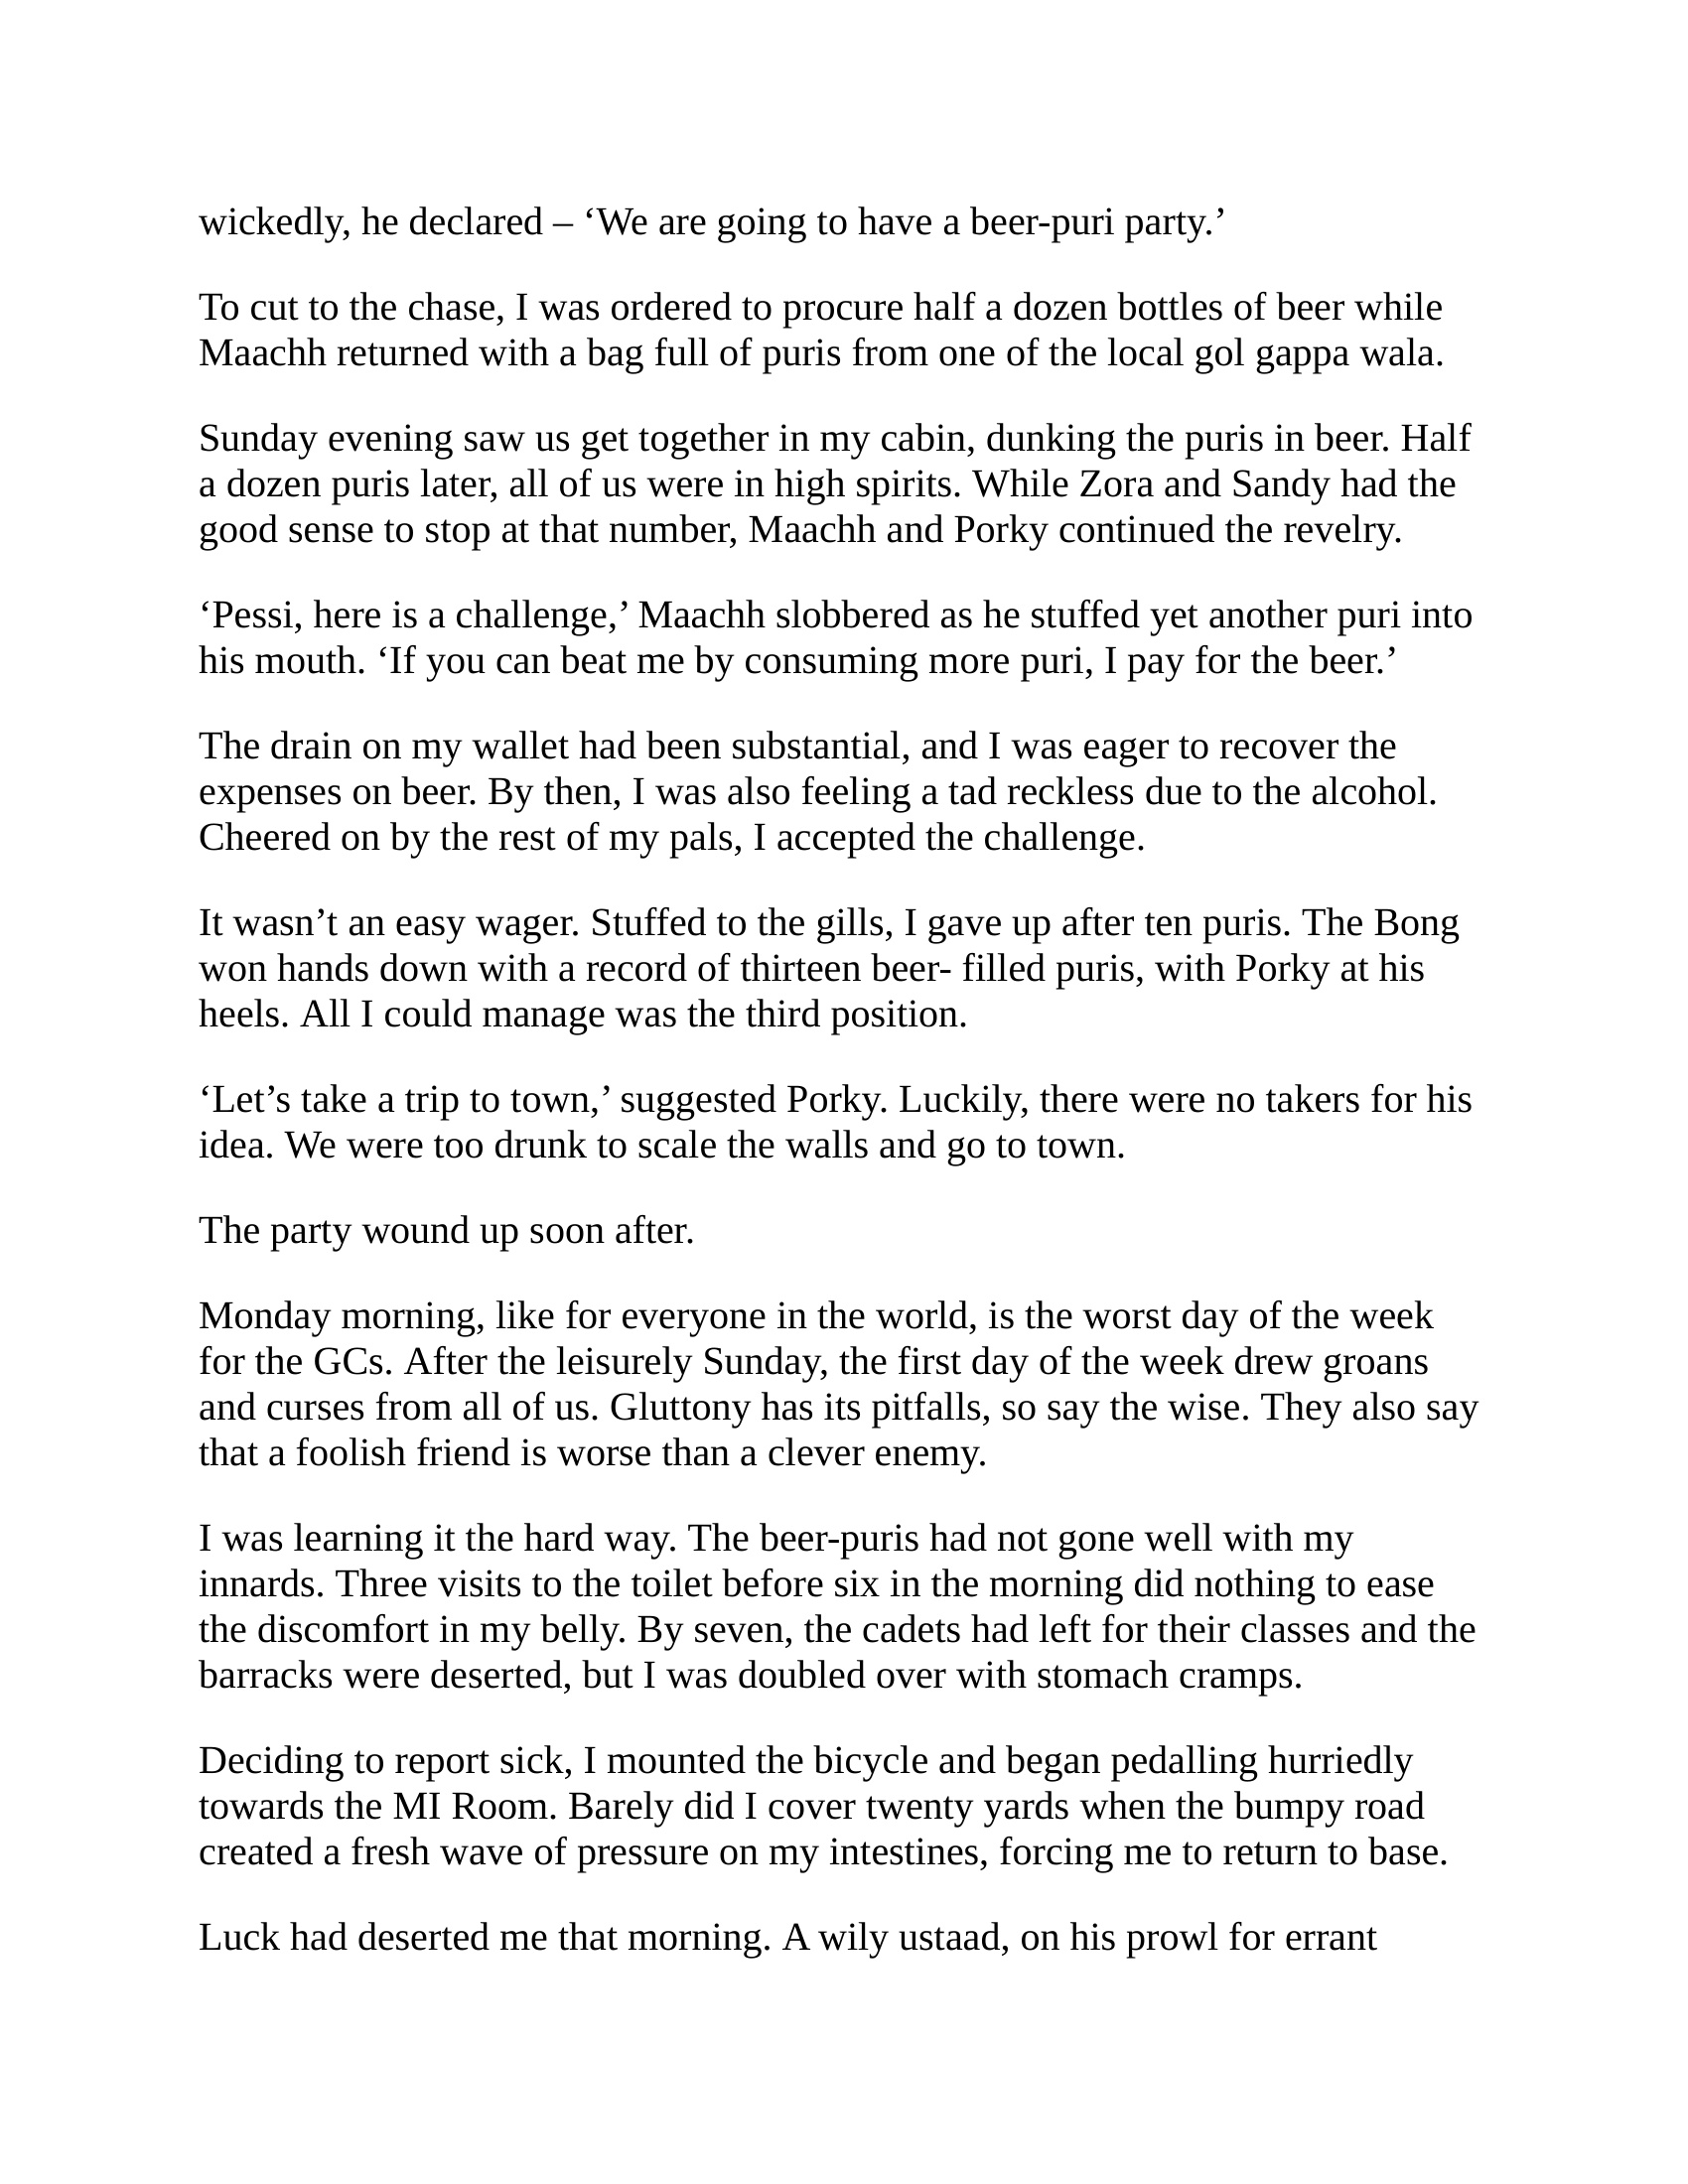 wickedly, he declared – ‘We are going to have a beer-puri party.’
To cut to the chase, I was ordered to procure half a dozen bottles of beer while
Maachh returned with a bag full of puris from one of the local gol gappa wala.
Sunday evening saw us get together in my cabin, dunking the puris in beer. Half
a dozen puris later, all of us were in high spirits. While Zora and Sandy had the
good sense to stop at that number, Maachh and Porky continued the revelry.
‘Pessi, here is a challenge,’ Maachh slobbered as he stuffed yet another puri into
his mouth. ‘If you can beat me by consuming more puri, I pay for the beer.’
The drain on my wallet had been substantial, and I was eager to recover the
expenses on beer. By then, I was also feeling a tad reckless due to the alcohol.
Cheered on by the rest of my pals, I accepted the challenge.
It wasn’t an easy wager. Stuffed to the gills, I gave up after ten puris. The Bong
won hands down with a record of thirteen beer- filled puris, with Porky at his
heels. All I could manage was the third position.
‘Let’s take a trip to town,’ suggested Porky. Luckily, there were no takers for his
idea. We were too drunk to scale the walls and go to town.
The party wound up soon after.
Monday morning, like for everyone in the world, is the worst day of the week
for the GCs. After the leisurely Sunday, the first day of the week drew groans
and curses from all of us. Gluttony has its pitfalls, so say the wise. They also say
that a foolish friend is worse than a clever enemy.
I was learning it the hard way. The beer-puris had not gone well with my
innards. Three visits to the toilet before six in the morning did nothing to ease
the discomfort in my belly. By seven, the cadets had left for their classes and the
barracks were deserted, but I was doubled over with stomach cramps.
Deciding to report sick, I mounted the bicycle and began pedalling hurriedly
towards the MI Room. Barely did I cover twenty yards when the bumpy road
created a fresh wave of pressure on my intestines, forcing me to return to base.
Luck had deserted me that morning. A wily ustaad, on his prowl for errant